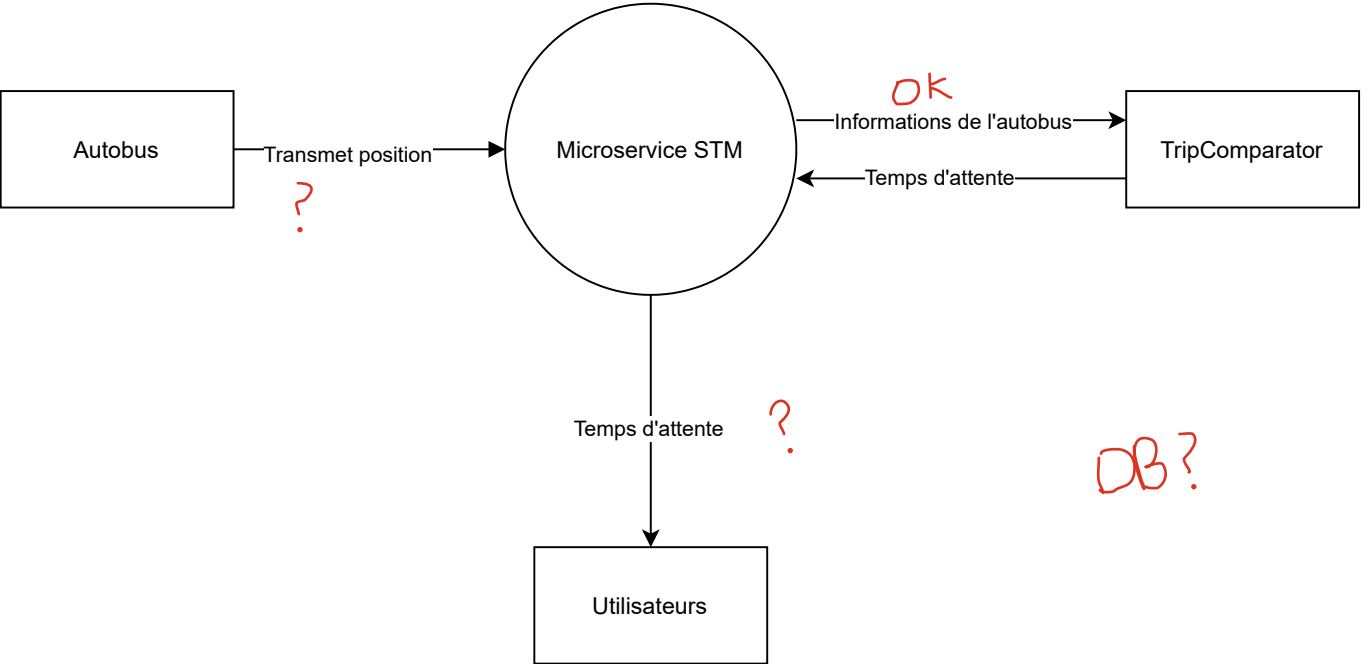 OK
Informations de l'autobus
Autobus
Transmet position
Microservice STM
TripComparator
Temps d'attente
?
Temps d'attente
?
DB?
Utilisateurs